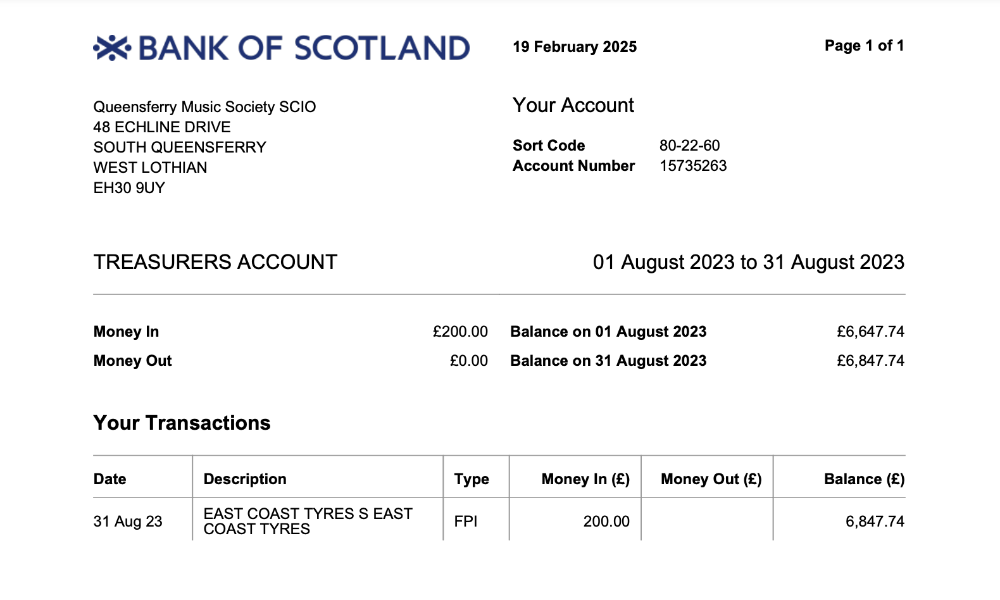 BANK OF SCOTLAND
19 February 2025
Page 1 of 1
Queensferry Music Society SCIO
48 ECHLINE DRIVE
SOUTH QUEENSFERRY
WEST LOTHIAN
EH30 9UY
Your Account
Sort Code 80-22-60
Account Number 15735263
TREASURERS ACCOUNT
01 August 2023 to 31 August 2023
Money In £200.00 Balance on 01 August 2023 £6,647.74
Money Out £0.00 Balance on 31 August 2023 £6,847.74
Your Transactions
Date Description Type Money In (£) Money Out (£) Balance (£)
31 Aug 23 EAST COAST TYRES S EAST
COAST TYRES FPI 200.00 6,847.74